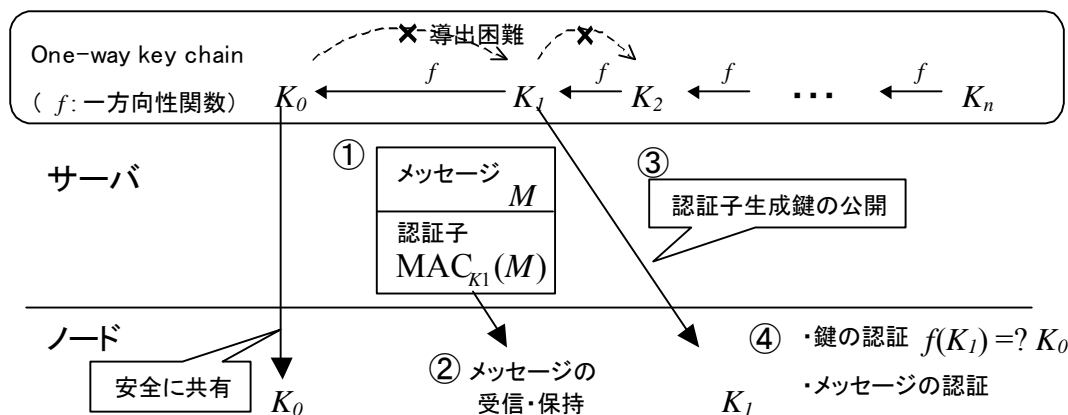 × 導出困難 ×
One-way key chain
f f f f
( f: 一方向性関数) K₀ K₁ K₂ ・・・ Kₙ
①
メッセージ
M
認証子
MAC_{K1}(M)
③
認証子生成鍵の公開
サーバ
ノード
安全に共有
K₀
② メッセージの
受信・保持
K₁
④ ・鍵の認証 f(K₁) =? K₀
・メッセージの認証